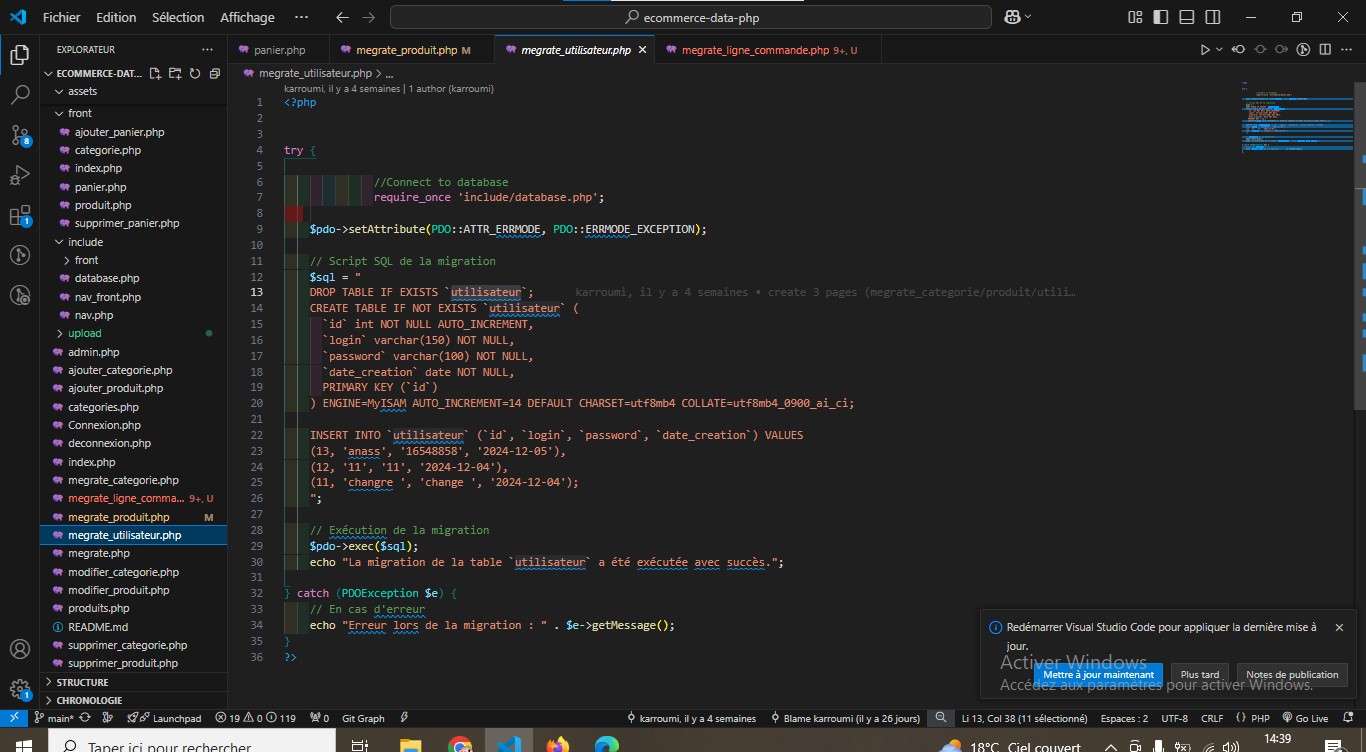 Fichier Edition Sélection Affichage ··· ecommerce-data-php
EXPLORATEUR ···
panier.php megrate_produit.php M megrate_utilisateur.php megrate_ligne_commande.php 9+, U
ECOMMERCE-DAT...
megrate_utilisateur.php > ...
assets
front
ajouter_panier.php
categorie.php
index.php
panier.php
produit.php
supprimer_panier.php
include
front
database.php
nav_front.php
nav.php
upload
admin.php
ajouter_categorie.php
ajouter_produit.php
categories.php
Connexion.php
deconnexion.php
index.php
megrate_categorie.php
megrate_ligne_comma... 9+, U
megrate_produit.php M
megrate_utilisateur.php
megrate.php
modifier_categorie.php
modifier_produit.php
produits.php
README.md
supprimer_categorie.php
supprimer_produit.php
STRUCTURE
CHRONOLOGIE
8
1
1
karroumi, il y a 4 semaines | 1 author (karroumi)
1 <?php
2
3
4 try {
5
6 //Connect to database
7 require_once 'include/database.php';
8
9 $pdo->setAttribute(PDO::ATTR_ERRMODE, PDO::ERRMODE_EXCEPTION);
10
11 // Script SQL de la migration
12 $sql = "
13 DROP TABLE IF EXISTS `utilisateur`; karroumi, il y a 4 semaines • create 3 pages (megrate_categorie/produit/utili...
14 CREATE TABLE IF NOT EXISTS `utilisateur` (
15 `id` int NOT NULL AUTO_INCREMENT,
16 `login` varchar(150) NOT NULL,
17 `password` varchar(100) NOT NULL,
18 `date_creation` date NOT NULL,
19 PRIMARY KEY (`id`)
20 ) ENGINE=MyISAM AUTO_INCREMENT=14 DEFAULT CHARSET=utf8mb4 COLLATE=utf8mb4_0900_ai_ci;
21
22 INSERT INTO `utilisateur` (`id`, `login`, `password`, `date_creation`) VALUES
23 (13, 'anass', '16548858', '2024-12-05'),
24 (12, '11', '11', '2024-12-04'),
25 (11, 'changre ', 'change ', '2024-12-04');
26 ";
27
28 // Exécution de la migration
29 $pdo->exec($sql);
30 echo "La migration de la table `utilisateur` a été exécutée avec succès.";
31
32 } catch (PDOException $e) {
33 // En cas d'erreur
34 echo "Erreur lors de la migration : " . $e->getMessage();
35 }
36 ?>
Redémarrer Visual Studio Code pour appliquer la dernière mise à
jour.
Mettre à jour maintenant Plus tard Notes de publication
Activer Windows
Accédez aux paramètres pour activer Windows.
main* Launchpad 19 0 119 0 Git Graph karroumi, il y a 4 semaines Blame karroumi (il y a 26 jours) Li 13, Col 38 (11 sélectionné) Espaces : 2 UTF-8 CRLF { } PHP Go Live
Taper ici pour rechercher 18°C Ciel couvert 14:39